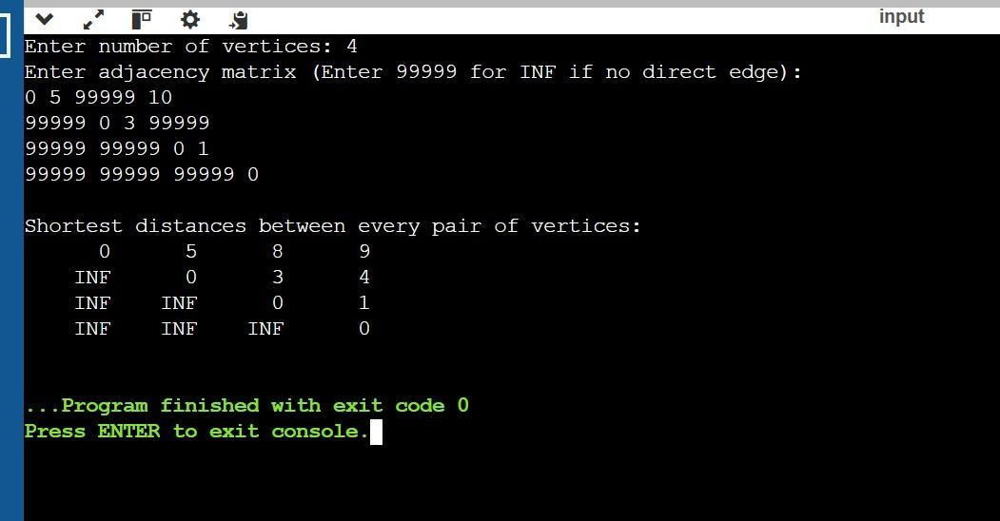 input
Enter number of vertices: 4
Enter adjacency matrix (Enter 99999 for INF if no direct edge):
0 5 99999 10
99999 0 3 99999
99999 99999 0 1
99999 99999 99999 0
Shortest distances between every pair of vertices:
0 5 8 9
INF 0 3 4
INF INF 0 1
INF INF INF 0
...Program finished with exit code 0
Press ENTER to exit console.